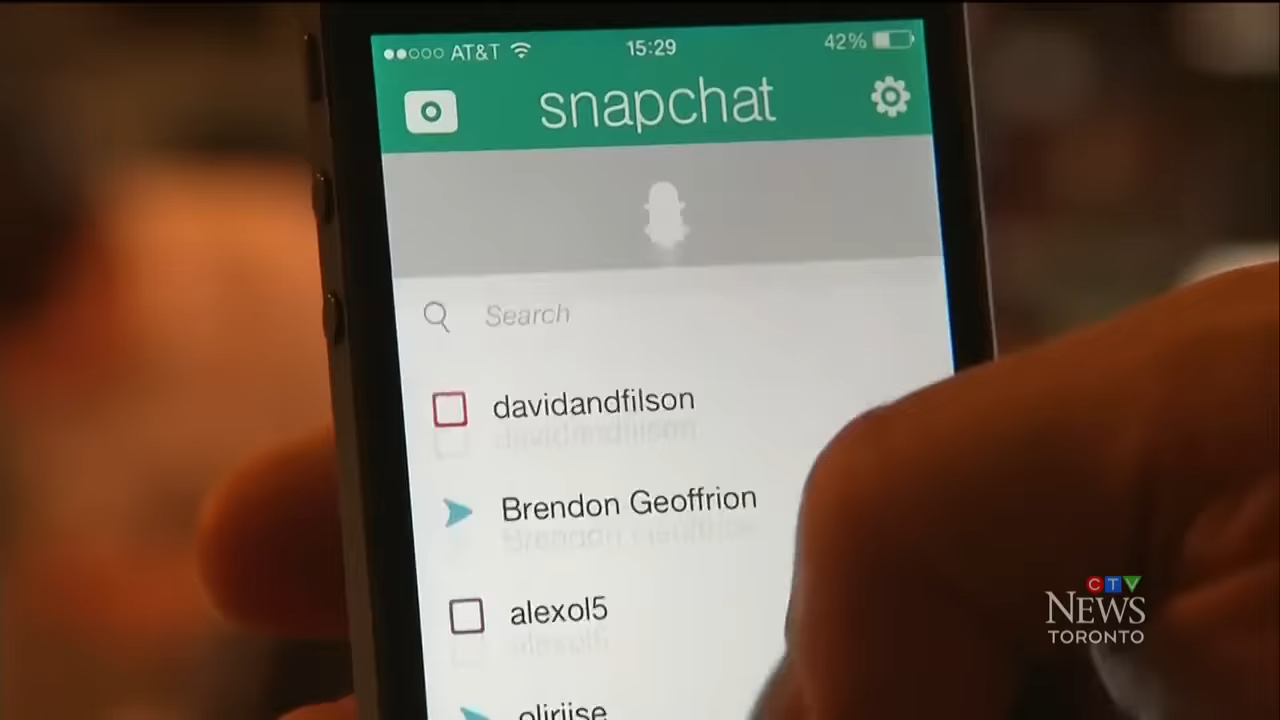 AT&T 15:29 42%
snapchat
Search
davidandfilson
Brendon Geoffrion
alexol5
CTV
NEWS
TORONTO